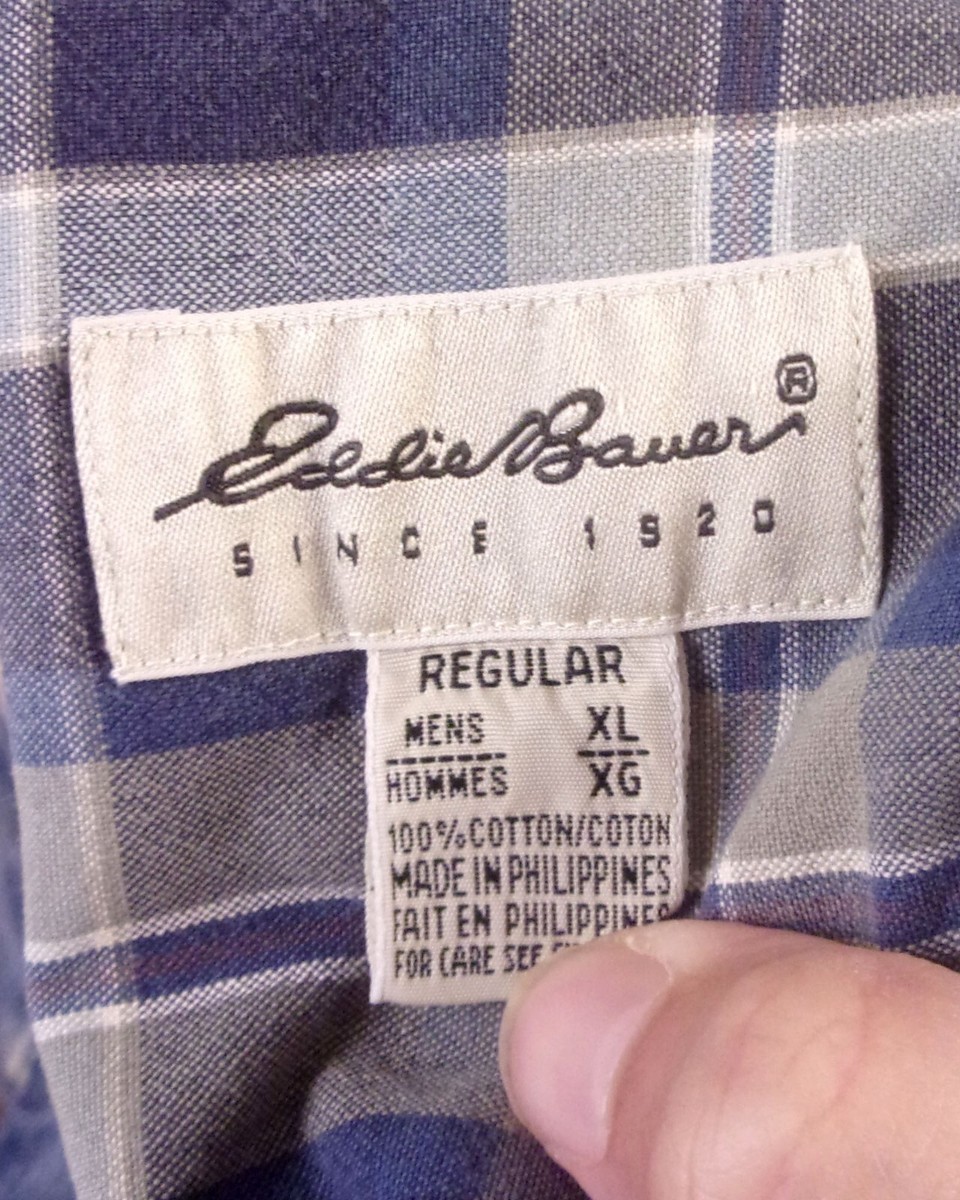 Eddie Bauer®
SINCE 1920
REGULAR
MENS XL
HOMMES XG
100% COTTON/COTON
MADE IN PHILIPPINES
FAIT EN PHILIPPINES
FOR CARE SEE